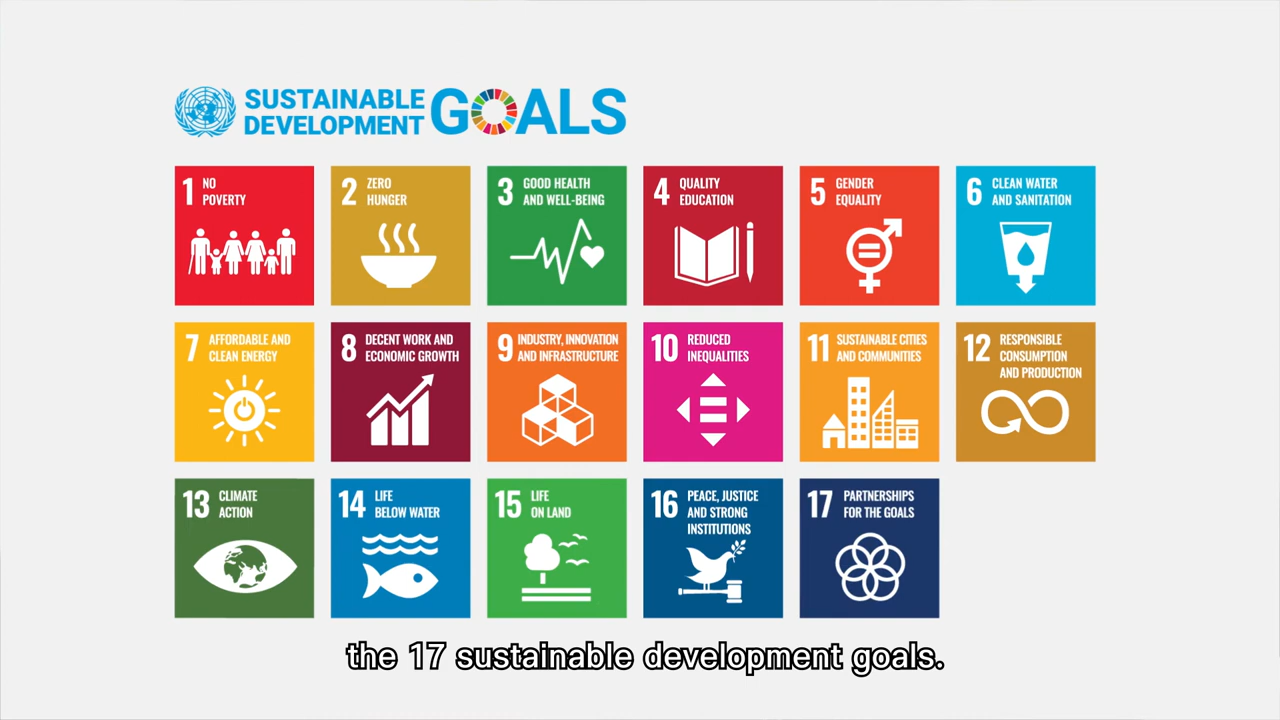 SUSTAINABLE
DEVELOPMENT
GOALS
1 NO
POVERTY
2 ZERO
HUNGER
3 GOOD HEALTH
AND WELL-BEING
4 QUALITY
EDUCATION
5 GENDER
EQUALITY
6 CLEAN WATER
AND SANITATION
7 AFFORDABLE AND
CLEAN ENERGY
8 DECENT WORK AND
ECONOMIC GROWTH
9 INDUSTRY, INNOVATION
AND INFRASTRUCTURE
10 REDUCED
INEQUALITIES
11 SUSTAINABLE CITIES
AND COMMUNITIES
12 RESPONSIBLE
CONSUMPTION
AND PRODUCTION
13 CLIMATE
ACTION
14 LIFE
BELOW WATER
15 LIFE
ON LAND
16 PEACE, JUSTICE
AND STRONG
INSTITUTIONS
17 PARTNERSHIPS
FOR THE GOALS
the 17 sustainable development goals.